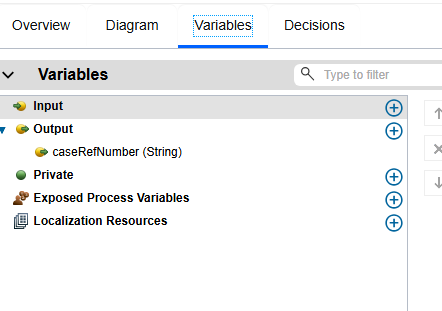 Overview Diagram Variables Decisions
Variables Type to filter
Input
Output
caseRefNumber (String)
Private
Exposed Process Variables
Localization Resources